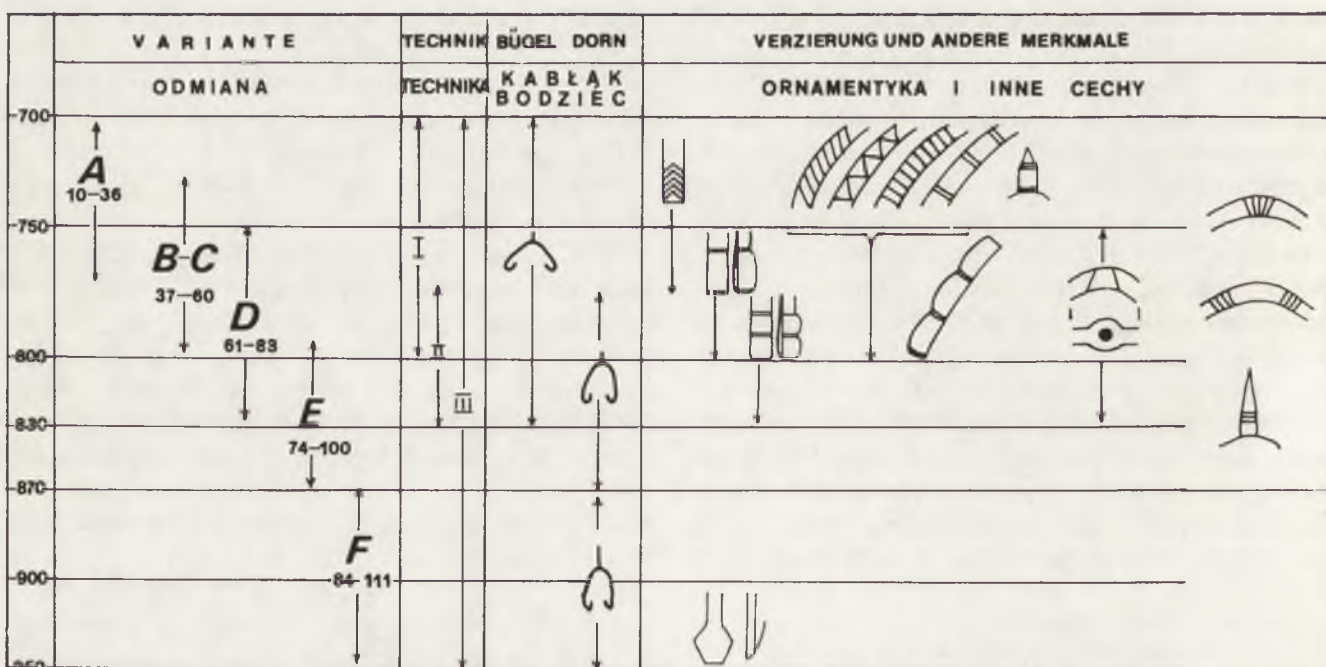 VARIANTE TECHNIK BÜGEL DORN VERZIERUNG UND ANDERE MERKMALE
ODMIANA TECHNIKA KABŁĄK BODZIEC ORNAMENTYKA I INNE CECHY
-700
A
10-36
-750
I
B-C
37-60
D
61-83
II
-800
III
E
-830
74-100
-870
F
84-111
-900